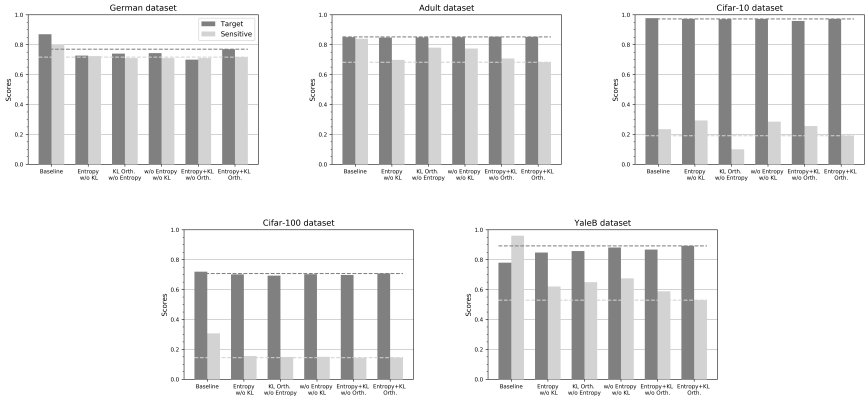 German dataset
Scores
1.0
0.8
0.6
0.4
0.2
0.0
Target
Sensitive
Baseline
Entropy
w/o KL
KL Orth.
w/o Entropy
w/o Entropy
w/o KL
Entropy+KL
w/o Orth.
Entropy+KL
Orth.
Adult dataset
Scores
1.0
0.8
0.6
0.4
0.2
0.0
Baseline
Entropy
w/o KL
KL Orth.
w/o Entropy
w/o Entropy
w/o KL
Entropy+KL
w/o Orth.
Entropy+KL
Orth.
Cifar-10 dataset
Scores
1.0
0.8
0.6
0.4
0.2
0.0
Baseline
Entropy
w/o KL
KL Orth.
w/o Entropy
w/o Entropy
w/o KL
Entropy+KL
w/o Orth.
Entropy+KL
Orth.
Cifar-100 dataset
Scores
1.0
0.8
0.6
0.4
0.2
0.0
Baseline
Entropy
w/o KL
KL Orth.
w/o Entropy
w/o Entropy
w/o KL
Entropy+KL
w/o Orth.
Entropy+KL
Orth.
YaleB dataset
Scores
1.0
0.8
0.6
0.4
0.2
0.0
Baseline
Entropy
w/o KL
KL Orth.
w/o Entropy
w/o Entropy
w/o KL
Entropy+KL
w/o Orth.
Entropy+KL
Orth.